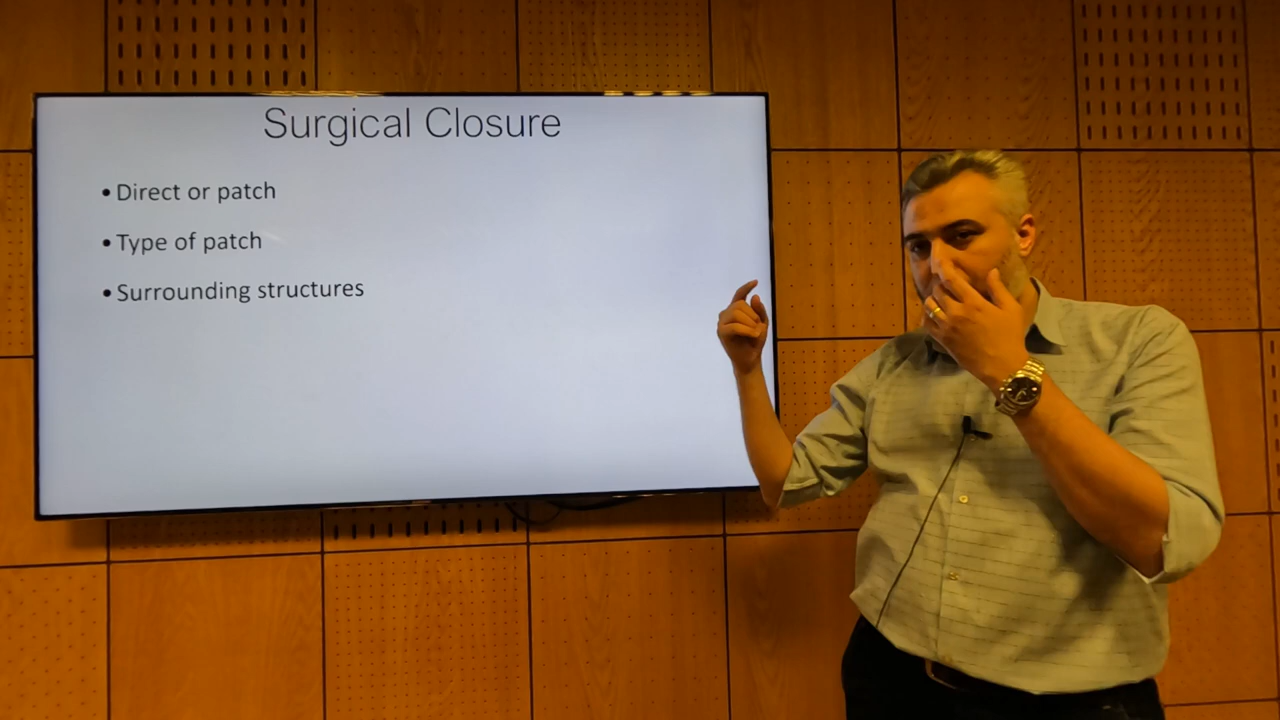 Surgical Closure
• Direct or patch
• Type of patch
• Surrounding structures